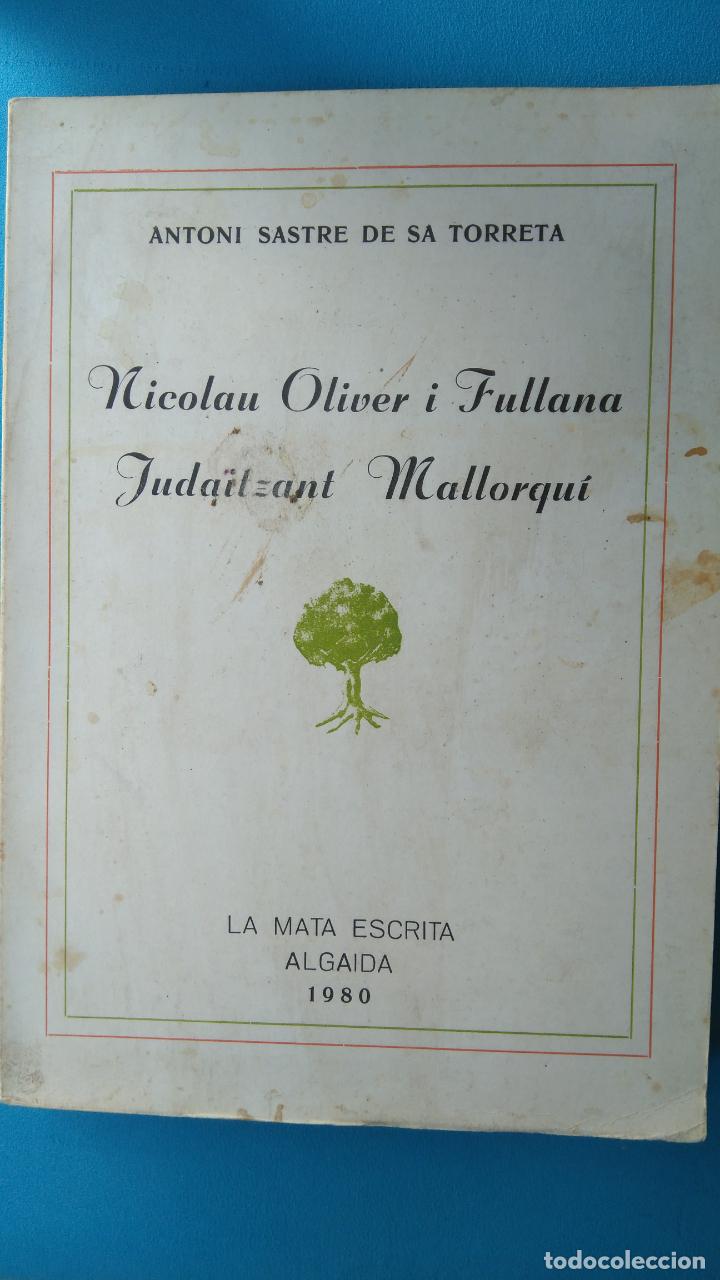 ANTONI SASTRE DE SA TORRETA
Nicolau Oliver i Fullana
Judaïtzant Mallorquí
LA MATA ESCRITA
ALGAIDA
1980
todocoleccion